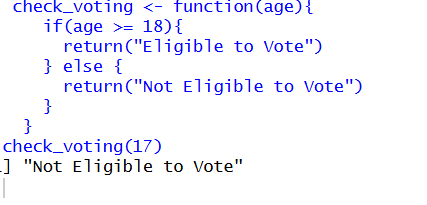 check_voting <- function(age){
    if(age >= 18){
      return("Eligible to Vote")
    } else {
      return("Not Eligible to Vote")
    }
  }
check_voting(17)
] "Not Eligible to Vote"